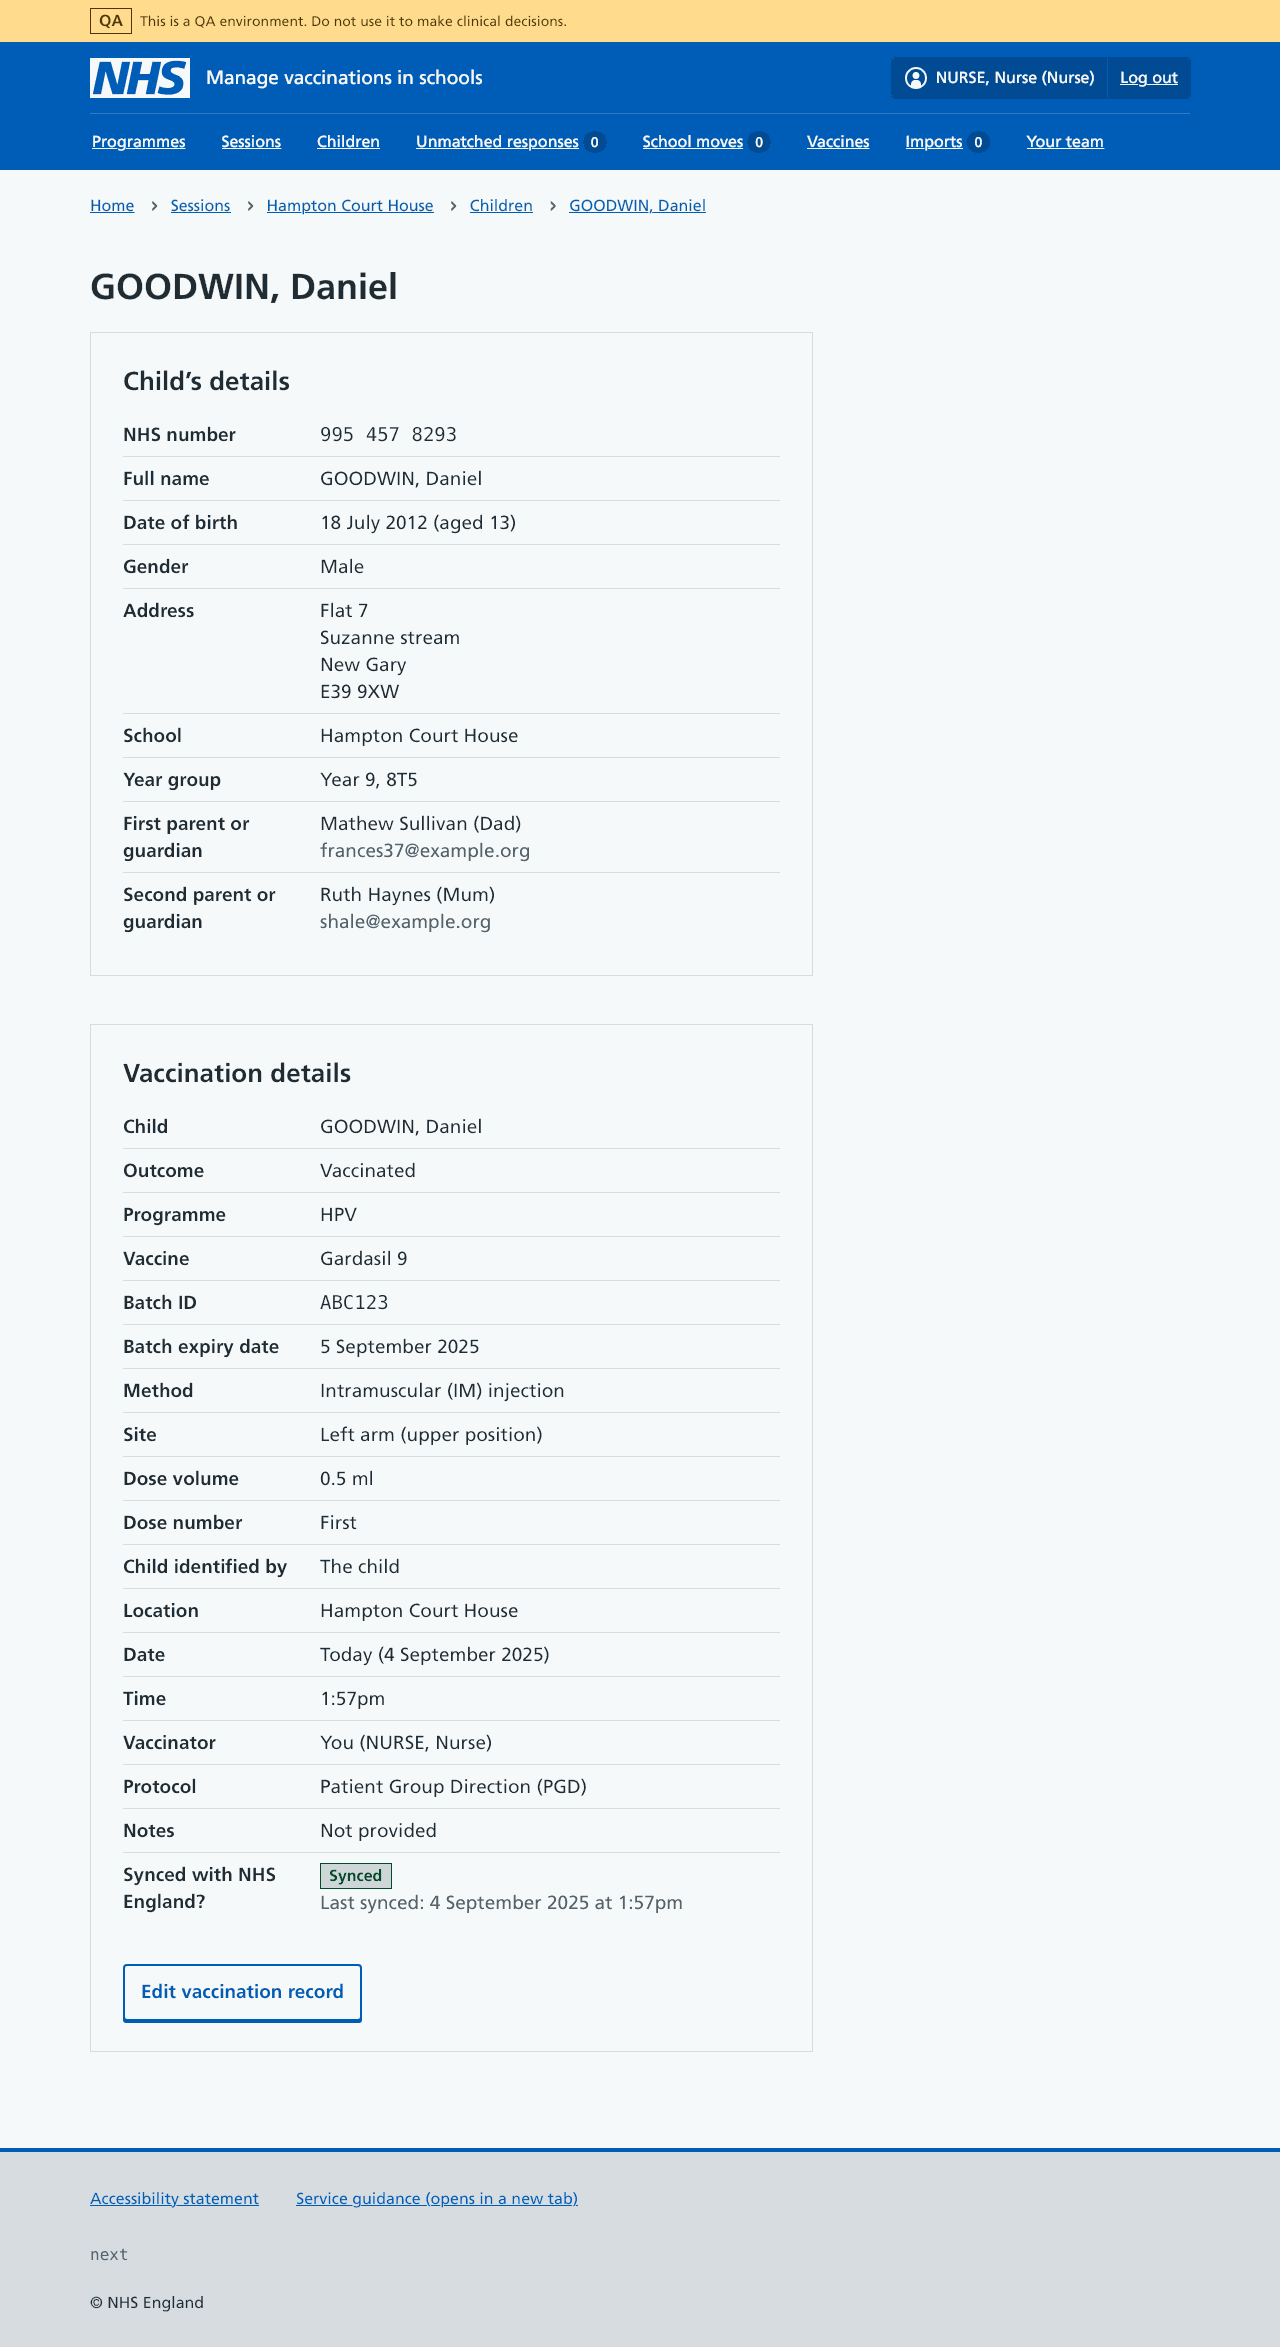 QA This is a QA environment. Do not use it to make clinical decisions.
NHS Manage vaccinations in schools NURSE, Nurse (Nurse) Log out
Programmes Sessions Children Unmatched responses 0 School moves 0 Vaccines Imports 0 Your team
Home Sessions Hampton Court House Children GOODWIN, Daniel
GOODWIN, Daniel
Child’s details
NHS number 995 457 8293
Full name GOODWIN, Daniel
Date of birth 18 July 2012 (aged 13)
Gender Male
Address Flat 7
Suzanne stream
New Gary
E39 9XW
School Hampton Court House
Year group Year 9, 8T5
First parent or guardian Mathew Sullivan (Dad)
frances37@example.org
Second parent or guardian Ruth Haynes (Mum)
shale@example.org
Vaccination details
Child GOODWIN, Daniel
Outcome Vaccinated
Programme HPV
Vaccine Gardasil 9
Batch ID ABC123
Batch expiry date 5 September 2025
Method Intramuscular (IM) injection
Site Left arm (upper position)
Dose volume 0.5 ml
Dose number First
Child identified by The child
Location Hampton Court House
Date Today (4 September 2025)
Time 1:57pm
Vaccinator You (NURSE, Nurse)
Protocol Patient Group Direction (PGD)
Notes Not provided
Synced with NHS England? Synced
Last synced: 4 September 2025 at 1:57pm
Edit vaccination record
Accessibility statement Service guidance (opens in a new tab)
next
© NHS England